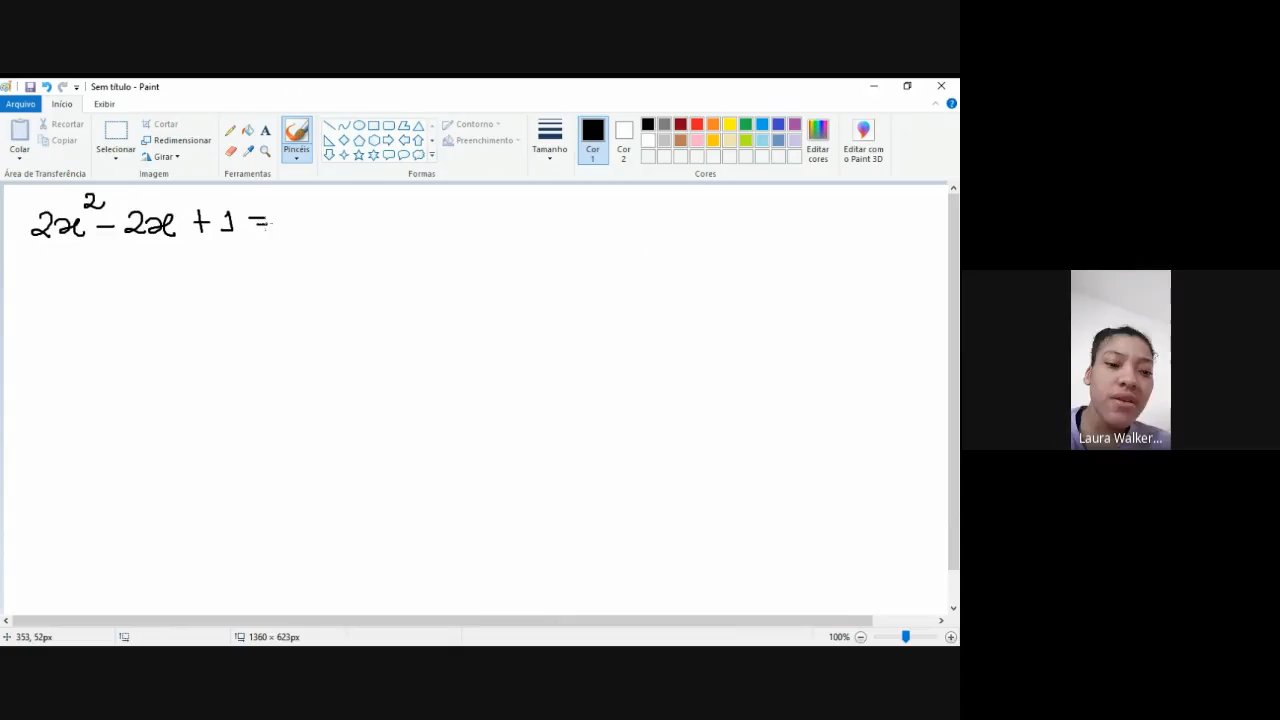 Sem título - Paint
Arquivo Início Exibir
Colar
Recortar
Copiar
Área de Transferência
Selecionar
Cortar
Redimensionar
Girar
Imagem
A
Ferramentas
Pincéis
Contorno
Preenchimento
Formas
Tamanho
Cor 1
Cor 2
Editar cores
Editar com o Paint 3D
Cores
2x² - 2x + 1 =
Laura Walker...
353, 52px
1360 × 623px
100%